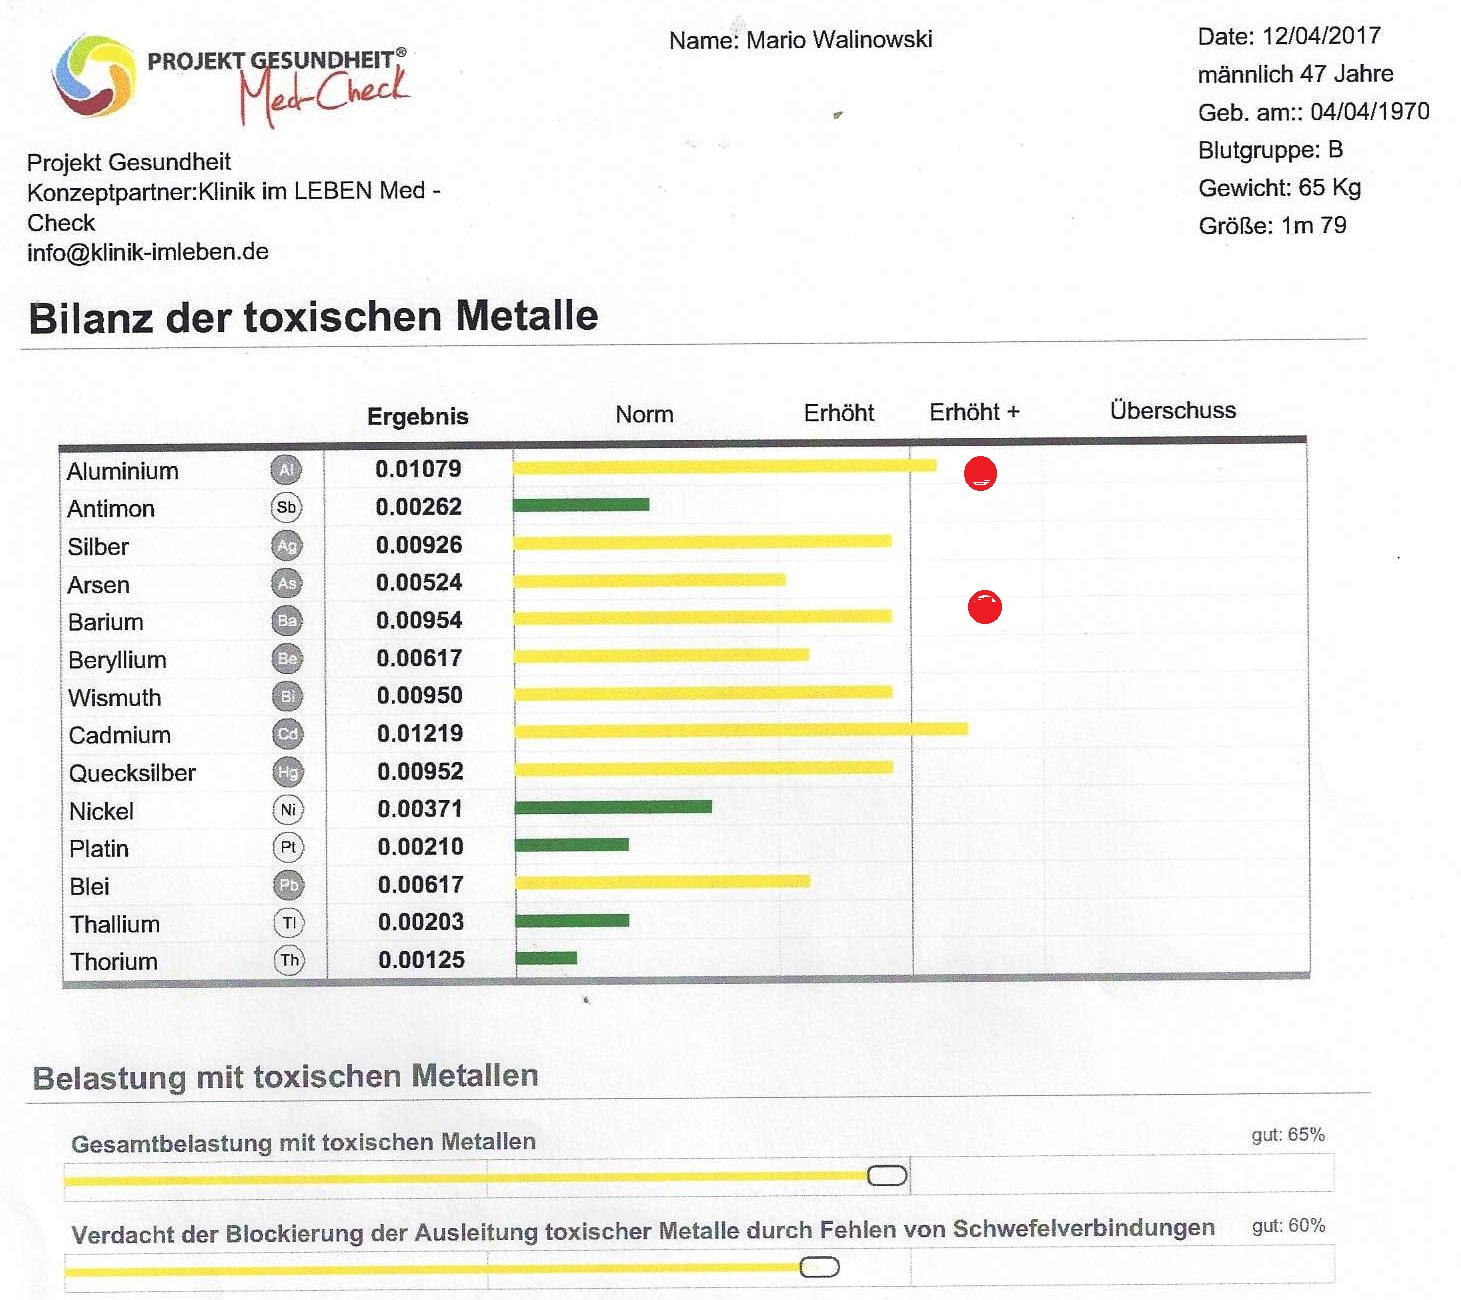 PROJEKT GESUNDHEIT®
Med-Check
Name: Mario Walinowski
Date: 12/04/2017
männlich 47 Jahre
Geb. am:: 04/04/1970
Blutgruppe: B
Gewicht: 65 Kg
Größe: 1m 79
Projekt Gesundheit
Konzeptpartner:Klinik im LEBEN Med -
Check
info@klinik-imleben.de
Bilanz der toxischen Metalle
Ergebnis Norm Erhöht Erhöht + Überschuss
Aluminium Al 0.01079
Antimon Sb 0.00262
Silber Ag 0.00926
Arsen As 0.00524
Barium Ba 0.00954
Beryllium Be 0.00617
Wismuth Bi 0.00950
Cadmium Cd 0.01219
Quecksilber Hg 0.00952
Nickel Ni 0.00371
Platin Pt 0.00210
Blei Pb 0.00617
Thallium Tl 0.00203
Thorium Th 0.00125
Belastung mit toxischen Metallen
Gesamtbelastung mit toxischen Metallen gut: 65%
Verdacht der Blockierung der Ausleitung toxischer Metalle durch Fehlen von Schwefelverbindungen gut: 60%